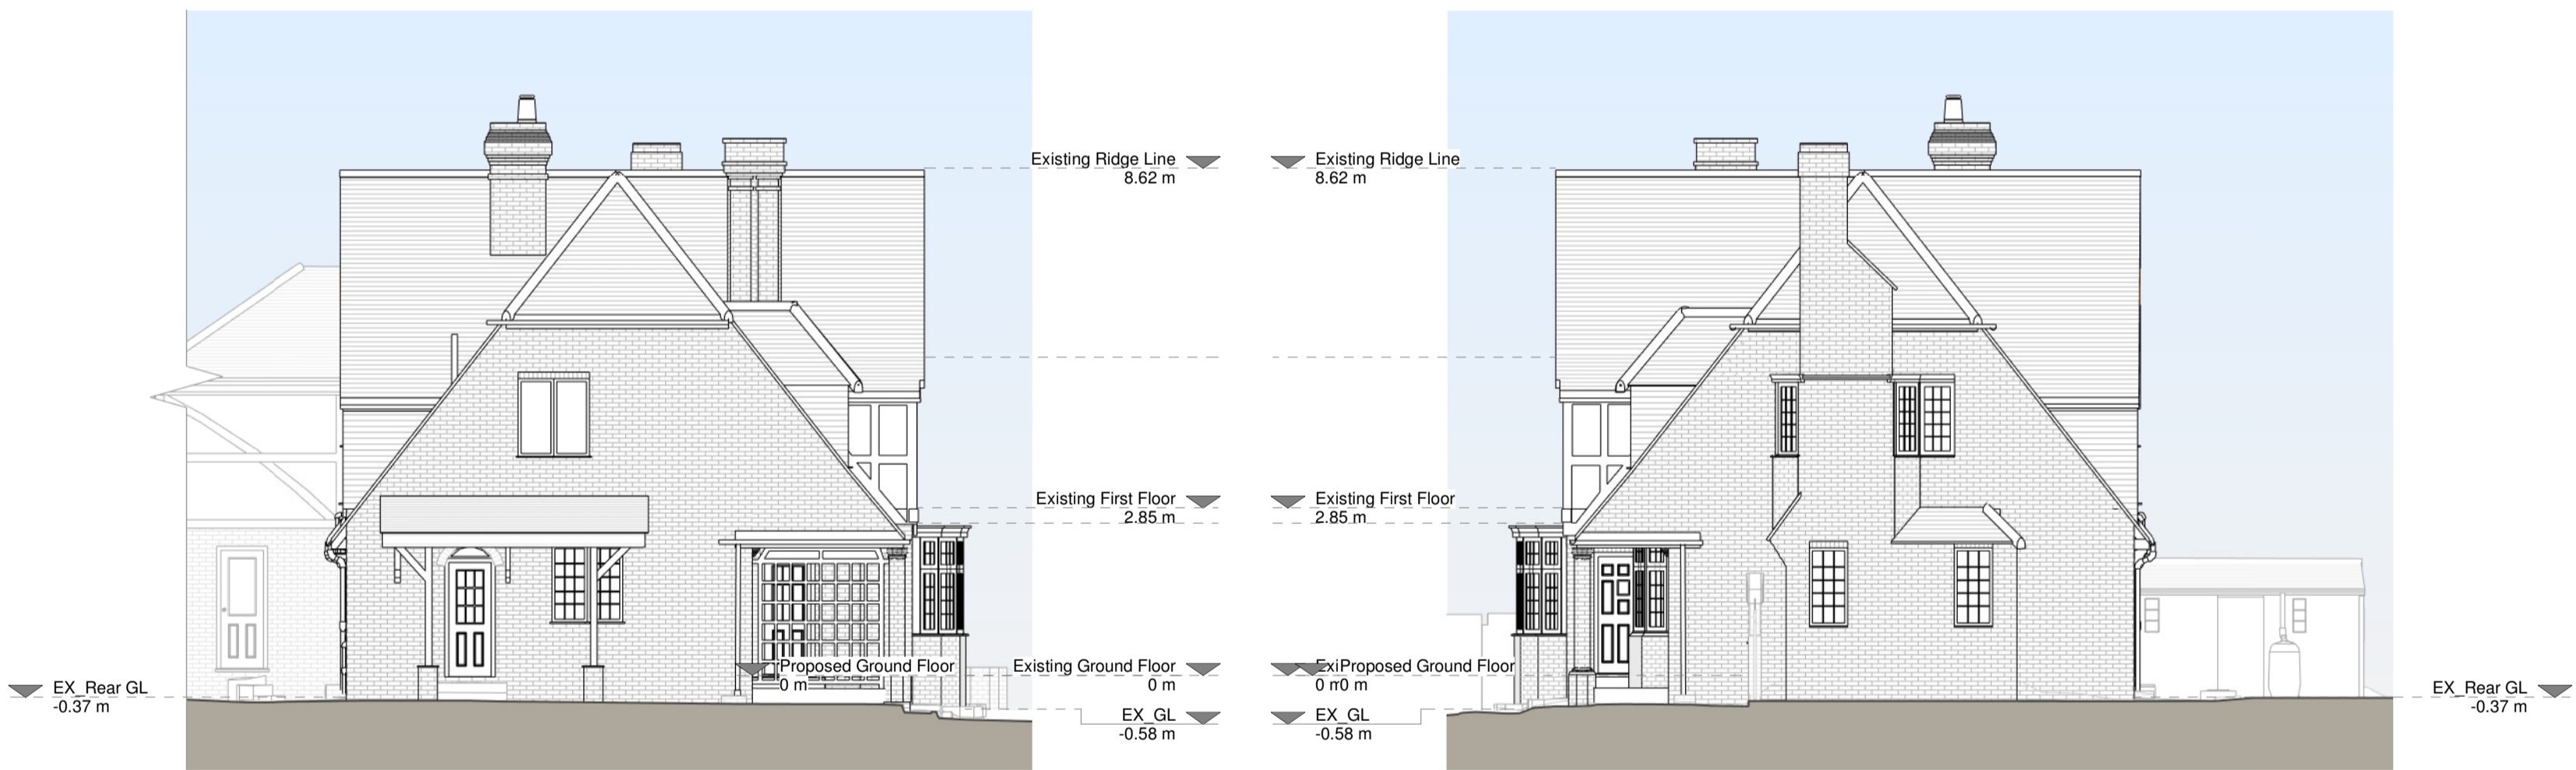 Existing Ridge Line
8.62 m
Existing Ridge Line
8.62 m
Existing First Floor
2.85 m
Existing First Floor
2.85 m
Proposed Ground Floor
0 m
Existing Ground Floor
0 m
ExiProposed Ground Floor
0 m0 m
EX_Rear GL
-0.37 m
EX_Rear GL
-0.37 m
EX_GL
-0.58 m
EX_GL
-0.58 m